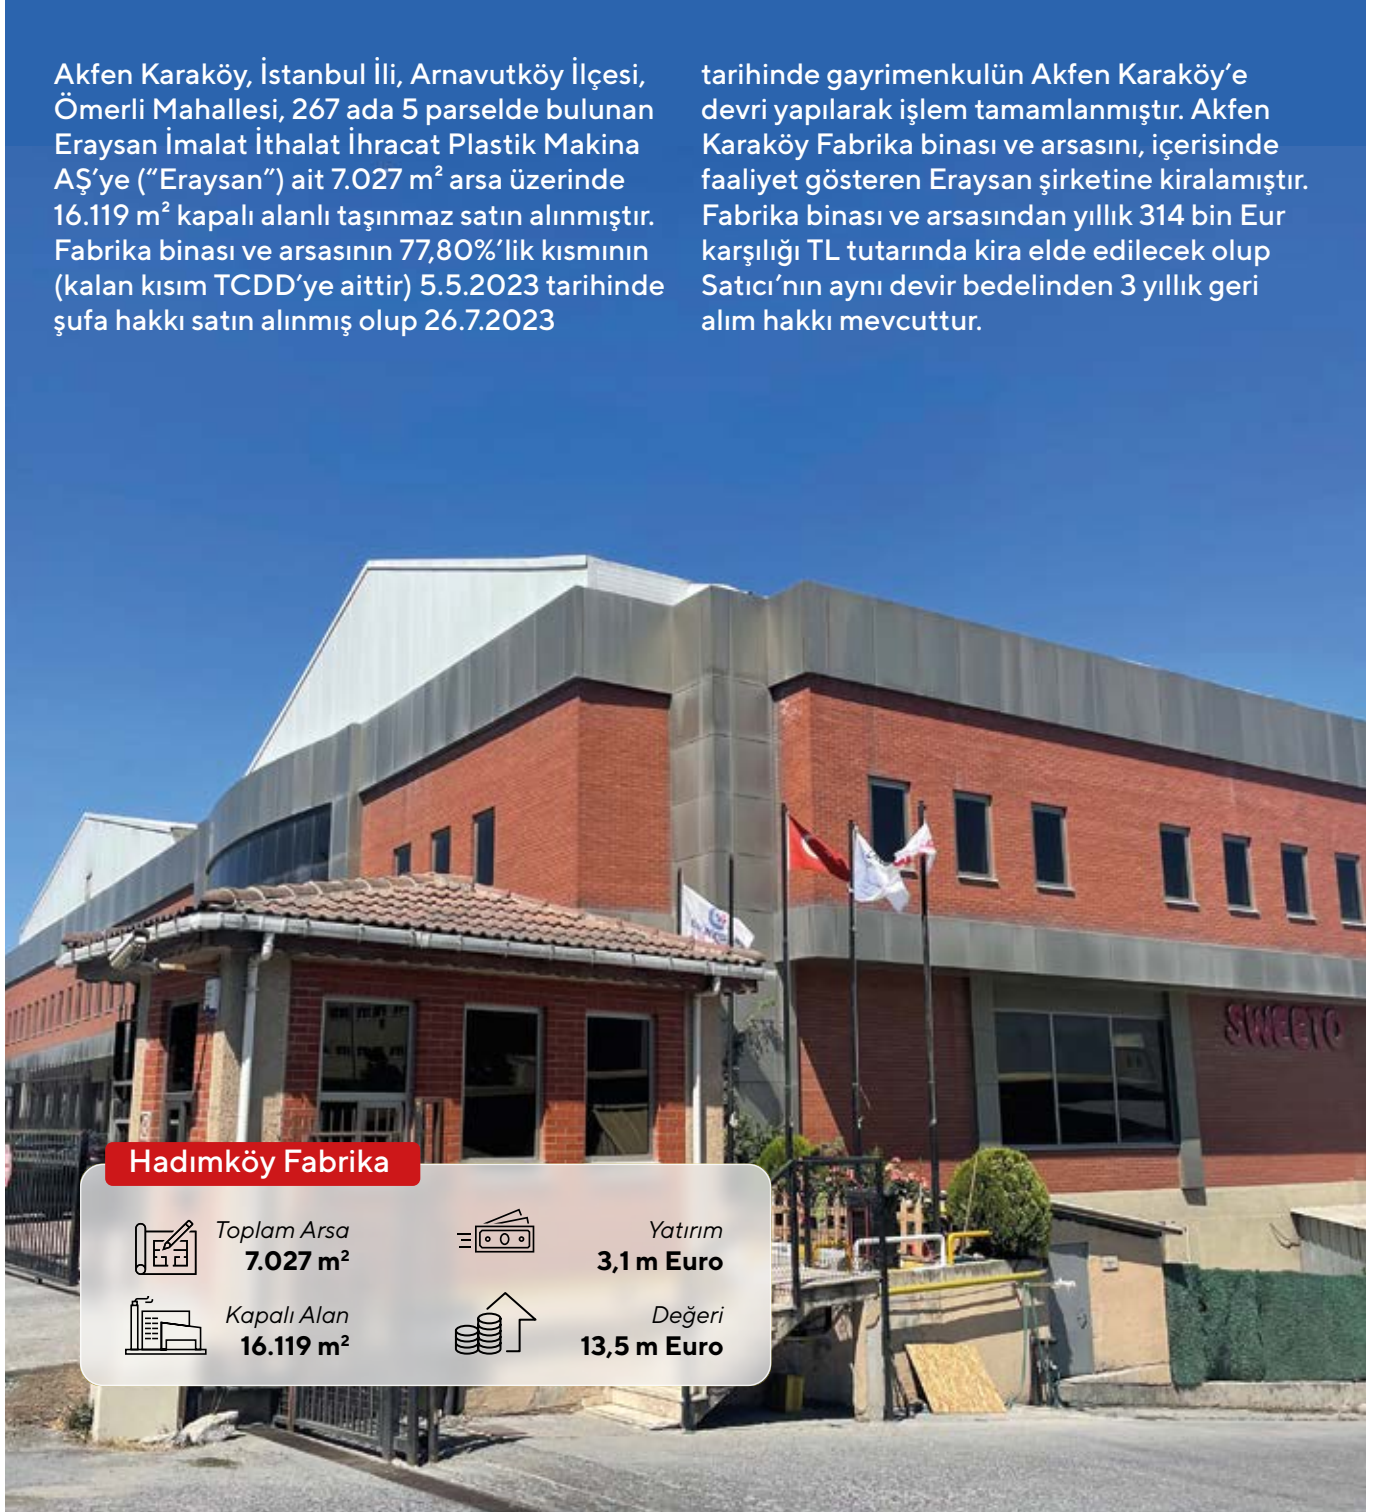 Akfen Karaköy, İstanbul İli, Arnavutköy İlçesi,
Ömerli Mahallesi, 267 ada 5 parselde bulunan
Eraysan İmalat İthalat İhracat Plastik Makina
AŞ’ye (“Eraysan”) ait 7.027 m² arsa üzerinde
16.119 m² kapalı alanlı taşınmaz satın alınmıştır.
Fabrika binası ve arsasının 77,80%’lik kısmının
(kalan kısım TCDD’ye aittir) 5.5.2023 tarihinde
şufa hakkı satın alınmış olup 26.7.2023
tarihinde gayrimenkulün Akfen Karaköy’e
devri yapılarak işlem tamamlanmıştır. Akfen
Karaköy Fabrika binası ve arsasını, içerisinde
faaliyet gösteren Eraysan şirketine kiralamıştır.
Fabrika binası ve arsasından yıllık 314 bin Eur
karşılığı TL tutarında kira elde edilecek olup
Satıcı’nın aynı devir bedelinden 3 yıllık geri
alım hakkı mevcuttur.
SWEETO
Hadımköy Fabrika
Toplam Arsa
7.027 m²
Kapalı Alan
16.119 m²
Yatırım
3,1 m Euro
Değeri
13,5 m Euro